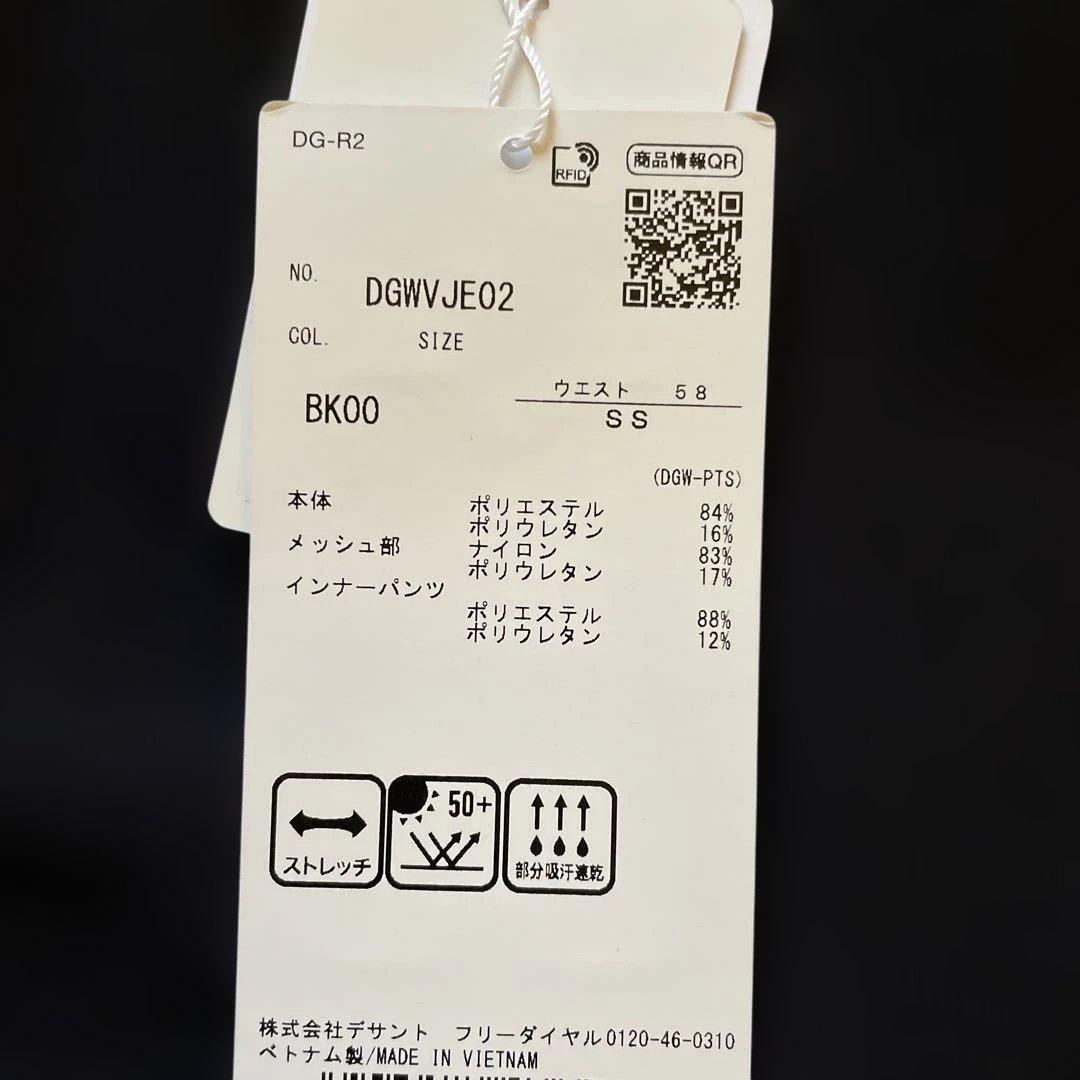 DG-R2
RFID
商品情報QR
NO.
DGWVJE02
COL.
SIZE
ウエスト 58
BK00
SS
(DGW-PTS)
本体 ポリエステル 84%
ポリウレタン 16%
メッシュ部 ナイロン 83%
ポリウレタン 17%
インナーパンツ
ポリエステル 88%
ポリウレタン 12%
50+
ストレッチ
部分吸汗速乾
株式会社デサント フリーダイヤル0120-46-0310
ベトナム製/MADE IN VIETNAM